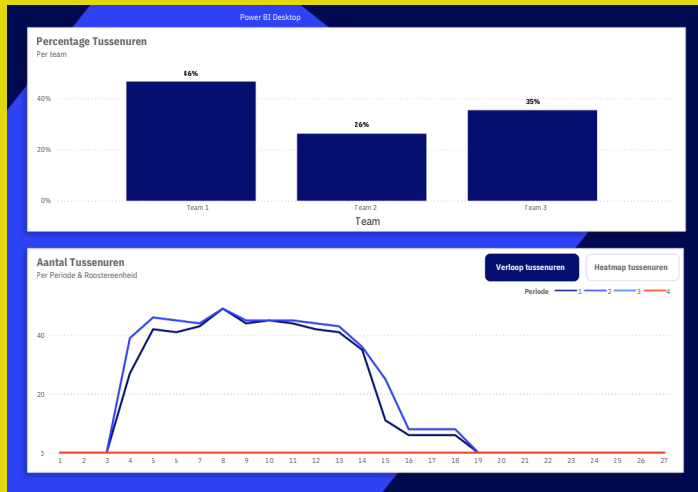 Power BI Desktop
Percentage Tussenuren
Per team
46%
26%
35%
40%
20%
0%
Team 1
Team 2
Team 3
Team
Aantal Tussenuren
Per Periode & Roostereenheid
Verloop tussenuren
Heatmap tussenuren
Periode 1 2 3 4
40
20
0
1 2 3 4 5 6 7 8 9 10 11 12 13 14 15 16 17 18 19 20 21 22 23 24 25 26 27